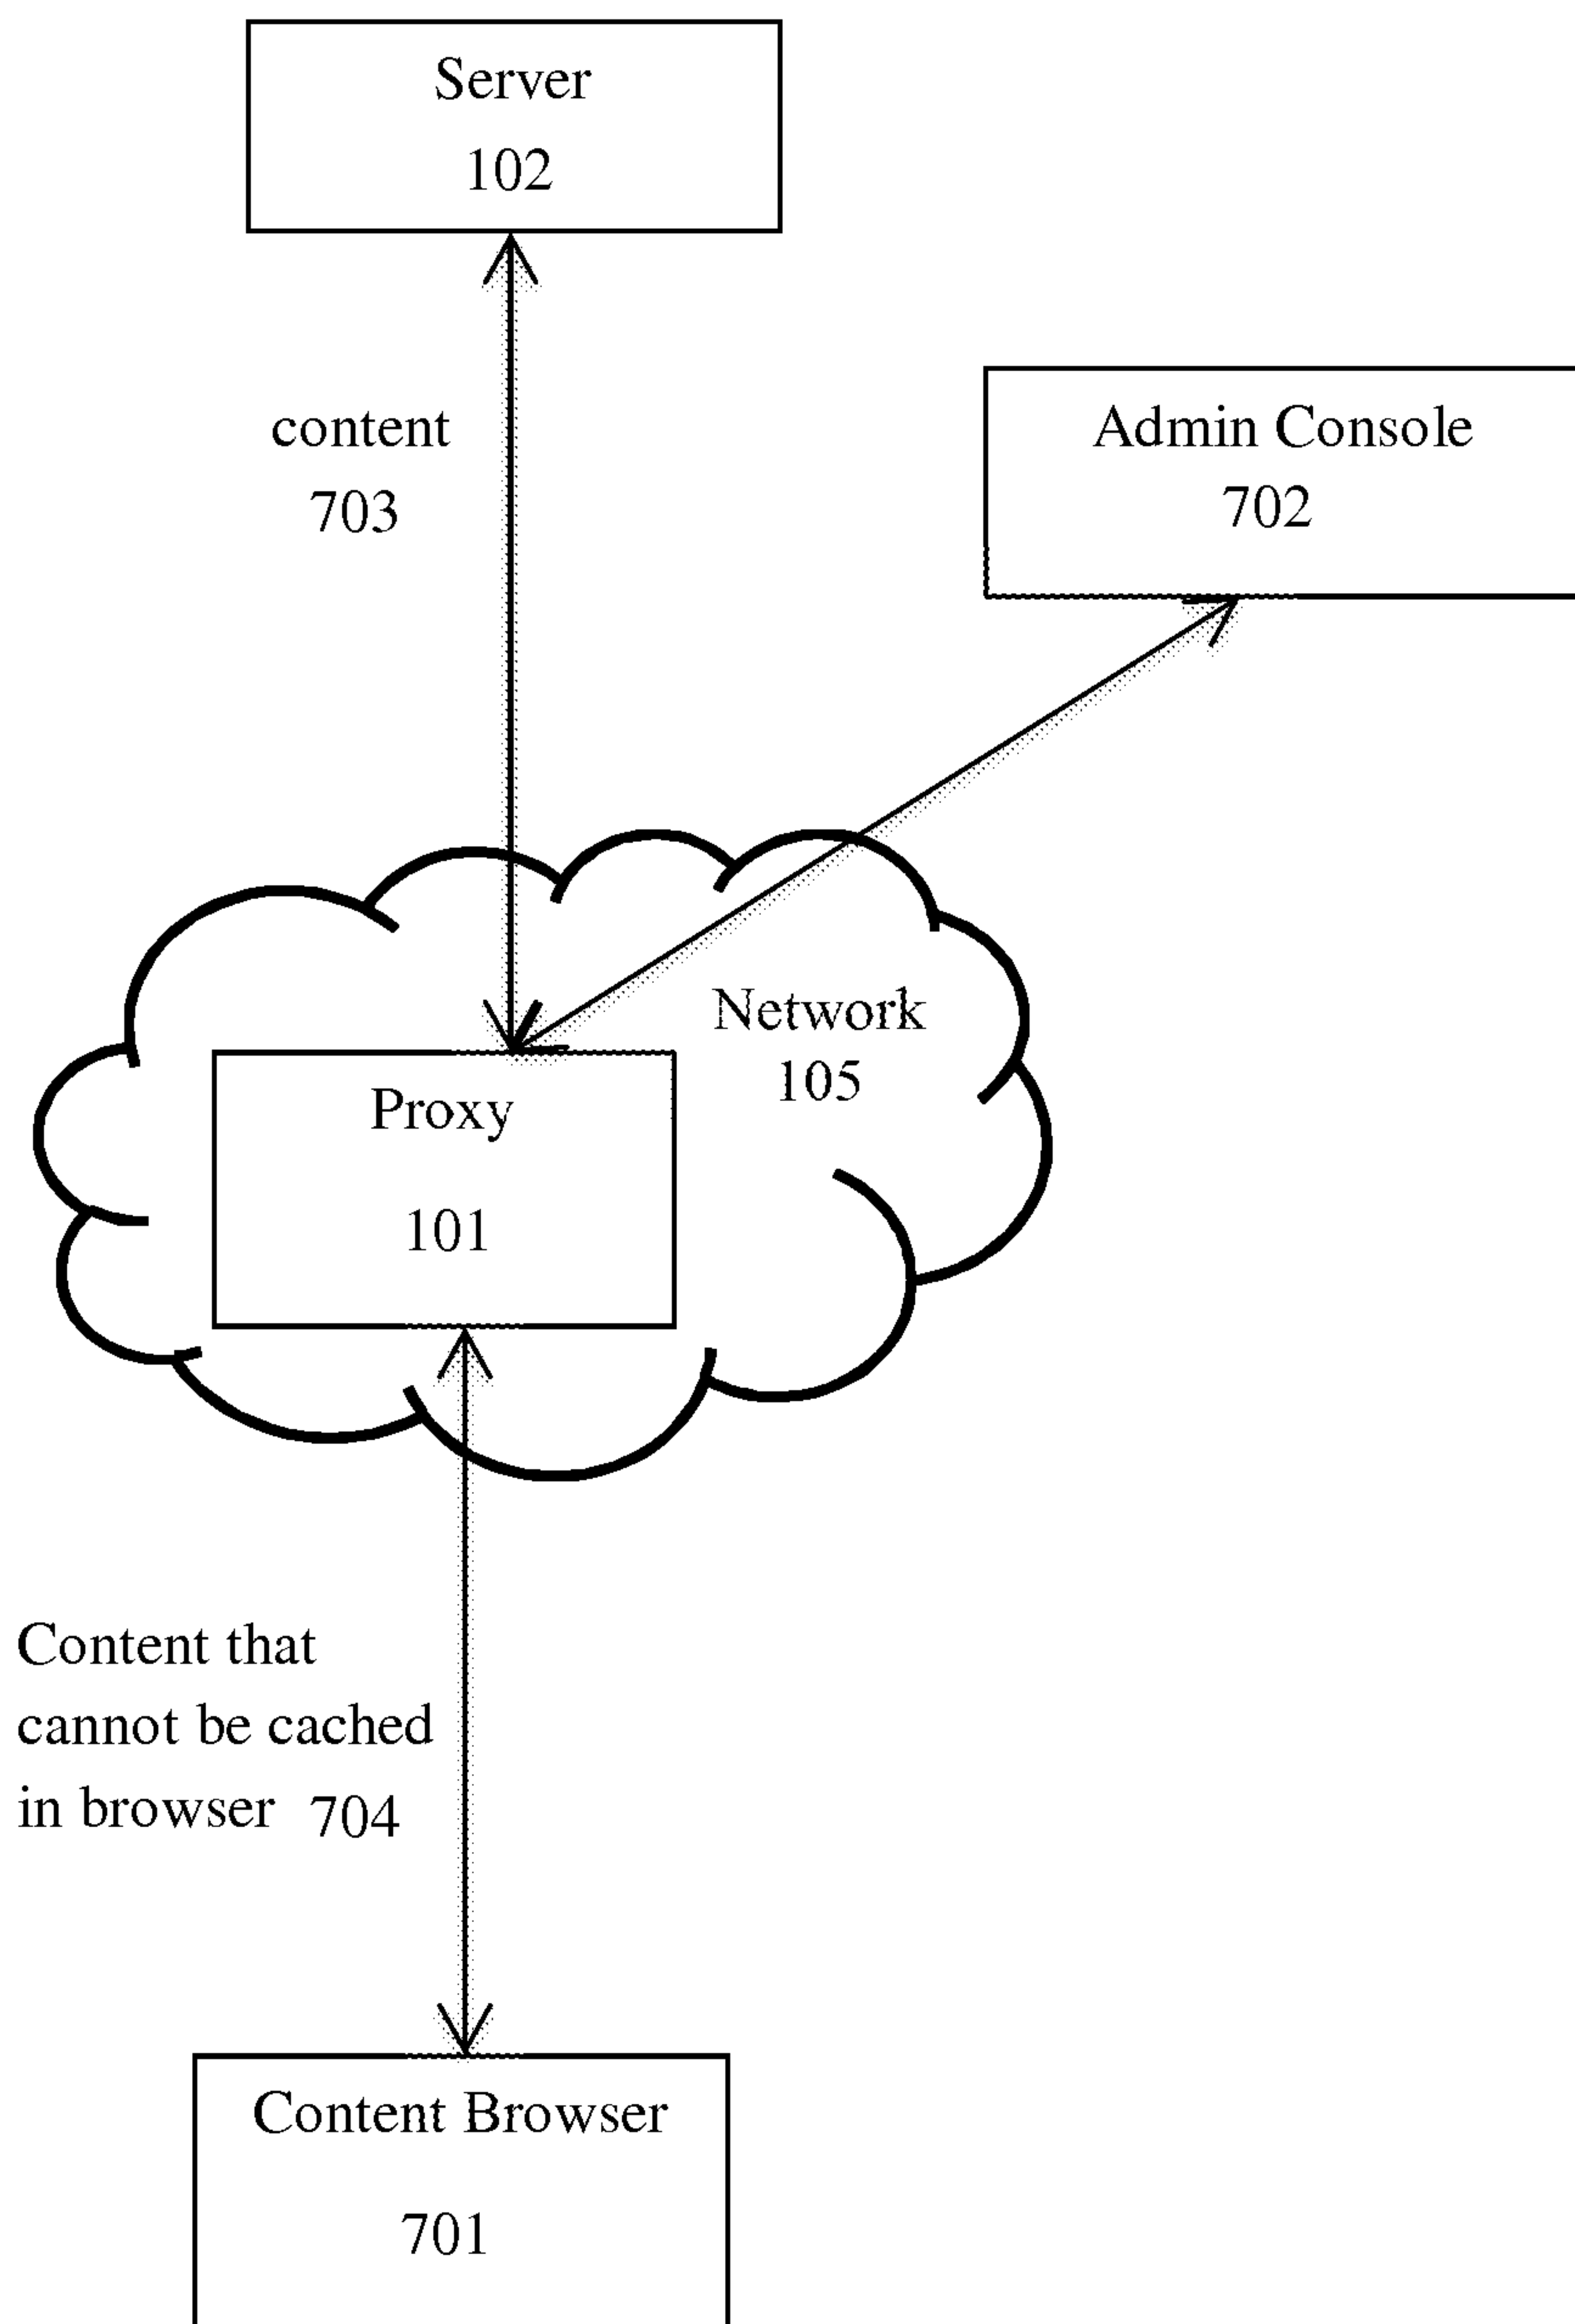 Server
102
content
703
Admin Console
702
Network
105
Proxy
101
Content that
cannot be cached
in browser 704
Content Browser
701